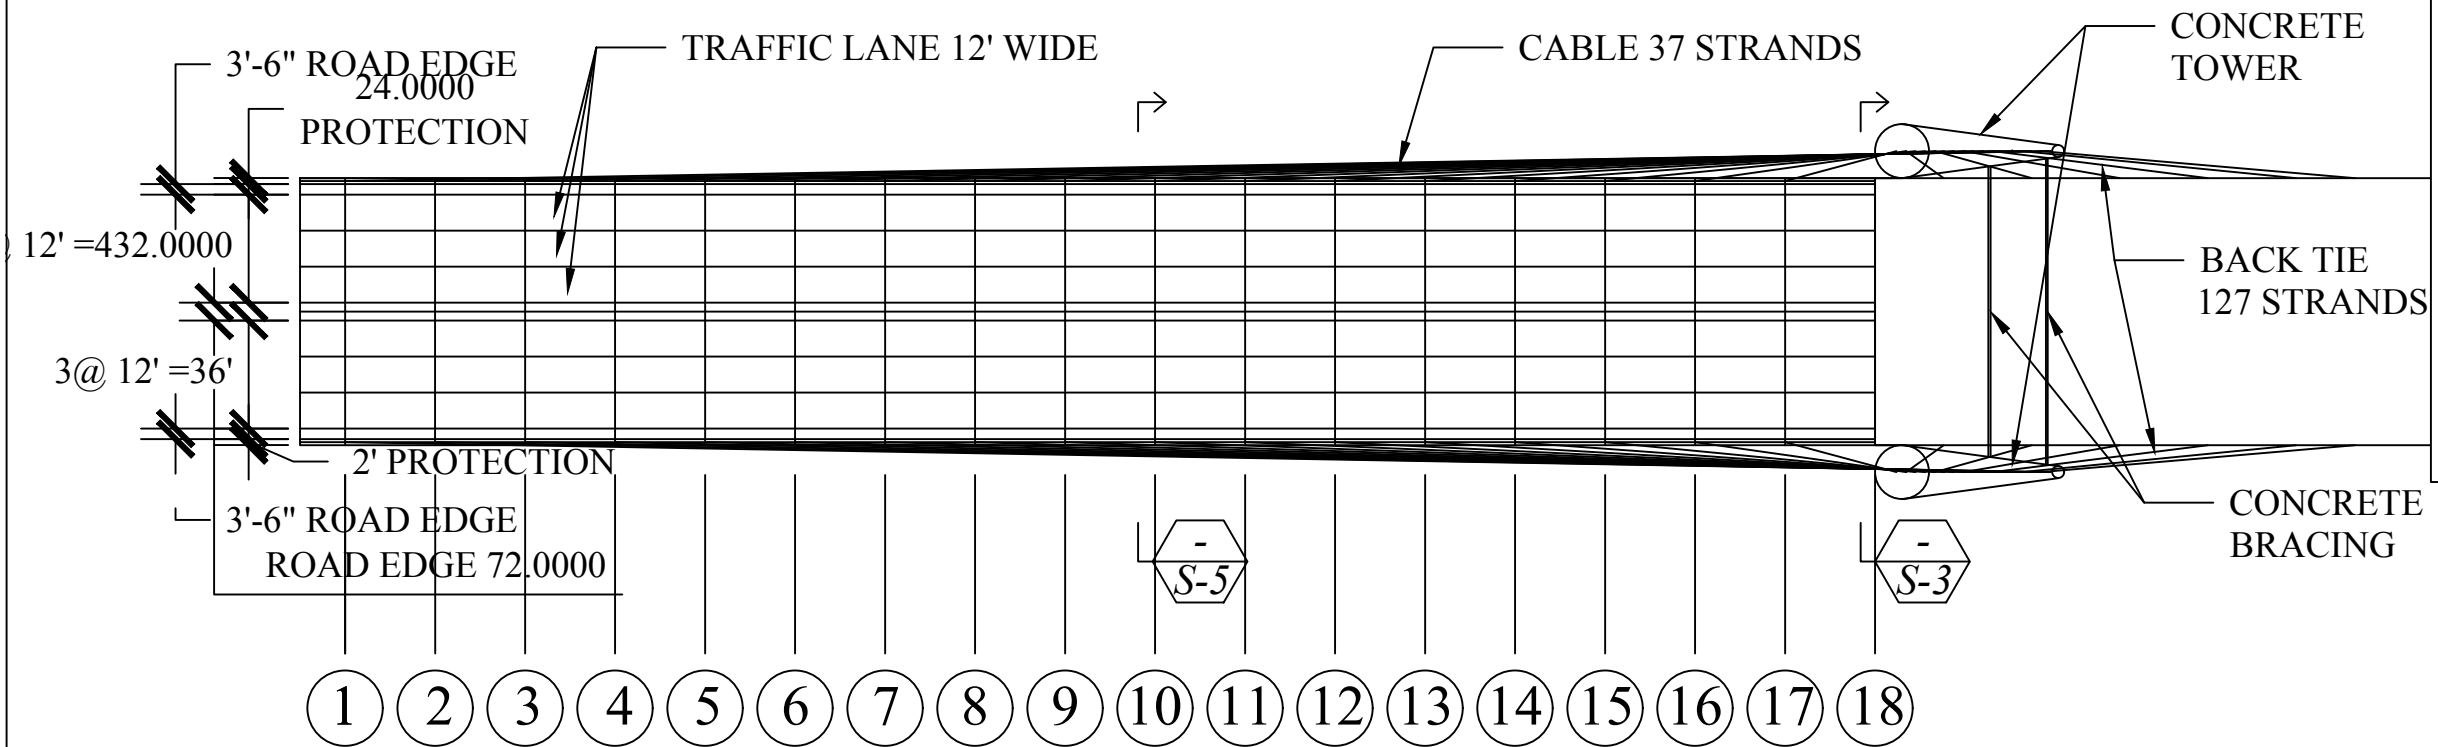 3'-6" ROAD EDGE
24.0000
PROTECTION
TRAFFIC LANE 12' WIDE
CABLE 37 STRANDS
CONCRETE
TOWER
12' =432.0000
BACK TIE
127 STRANDS
3@ 12' =36'
2' PROTECTION
3'-6" ROAD EDGE
ROAD EDGE 72.0000
-
S-5
-
S-3
CONCRETE
BRACING
1 2 3 4 5 6 7 8 9 10 11 12 13 14 15 16 17 18